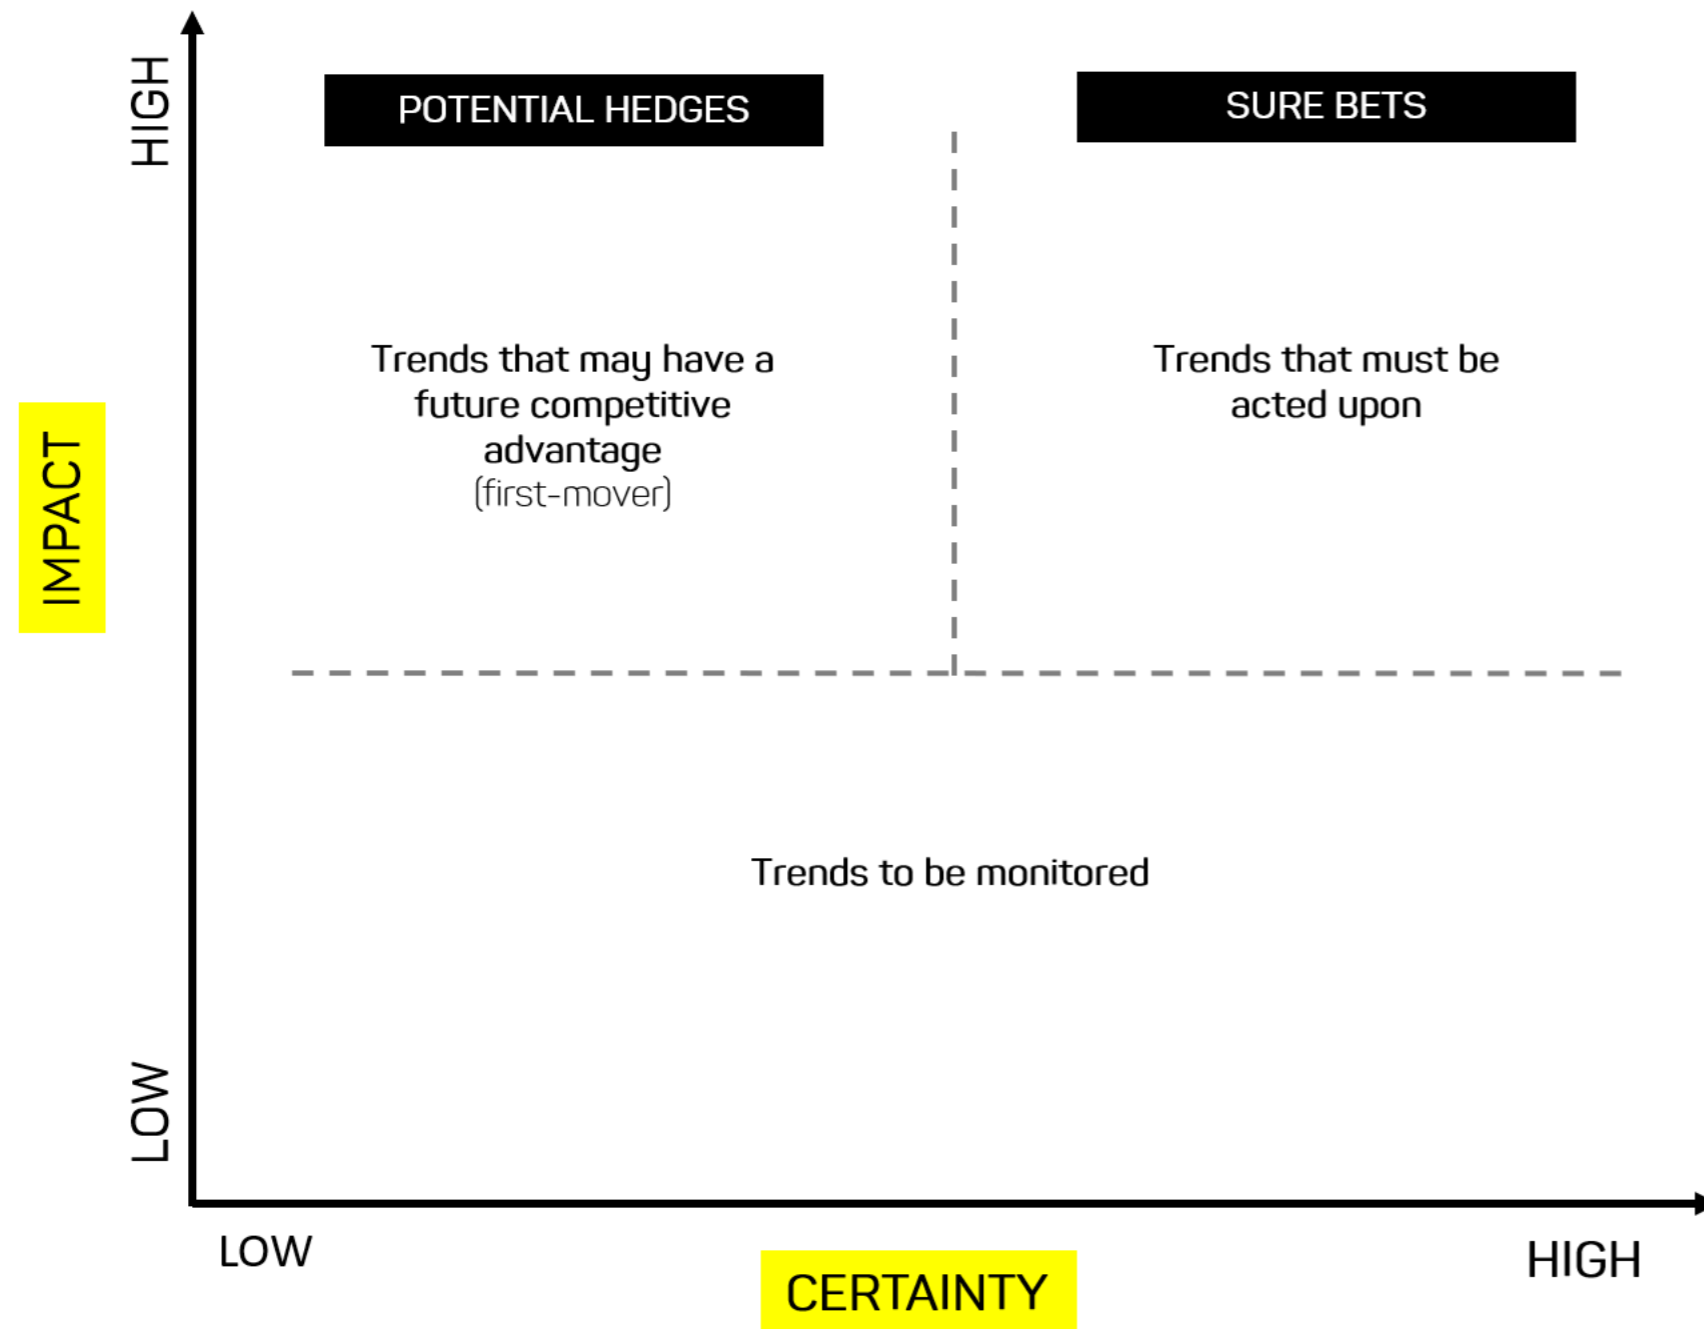 HIGH
POTENTIAL HEDGES
SURE BETS
Trends that may have a
future competitive
advantage
(first-mover)
Trends that must be
acted upon
IMPACT
Trends to be monitored
LOW
LOW
CERTAINTY
HIGH